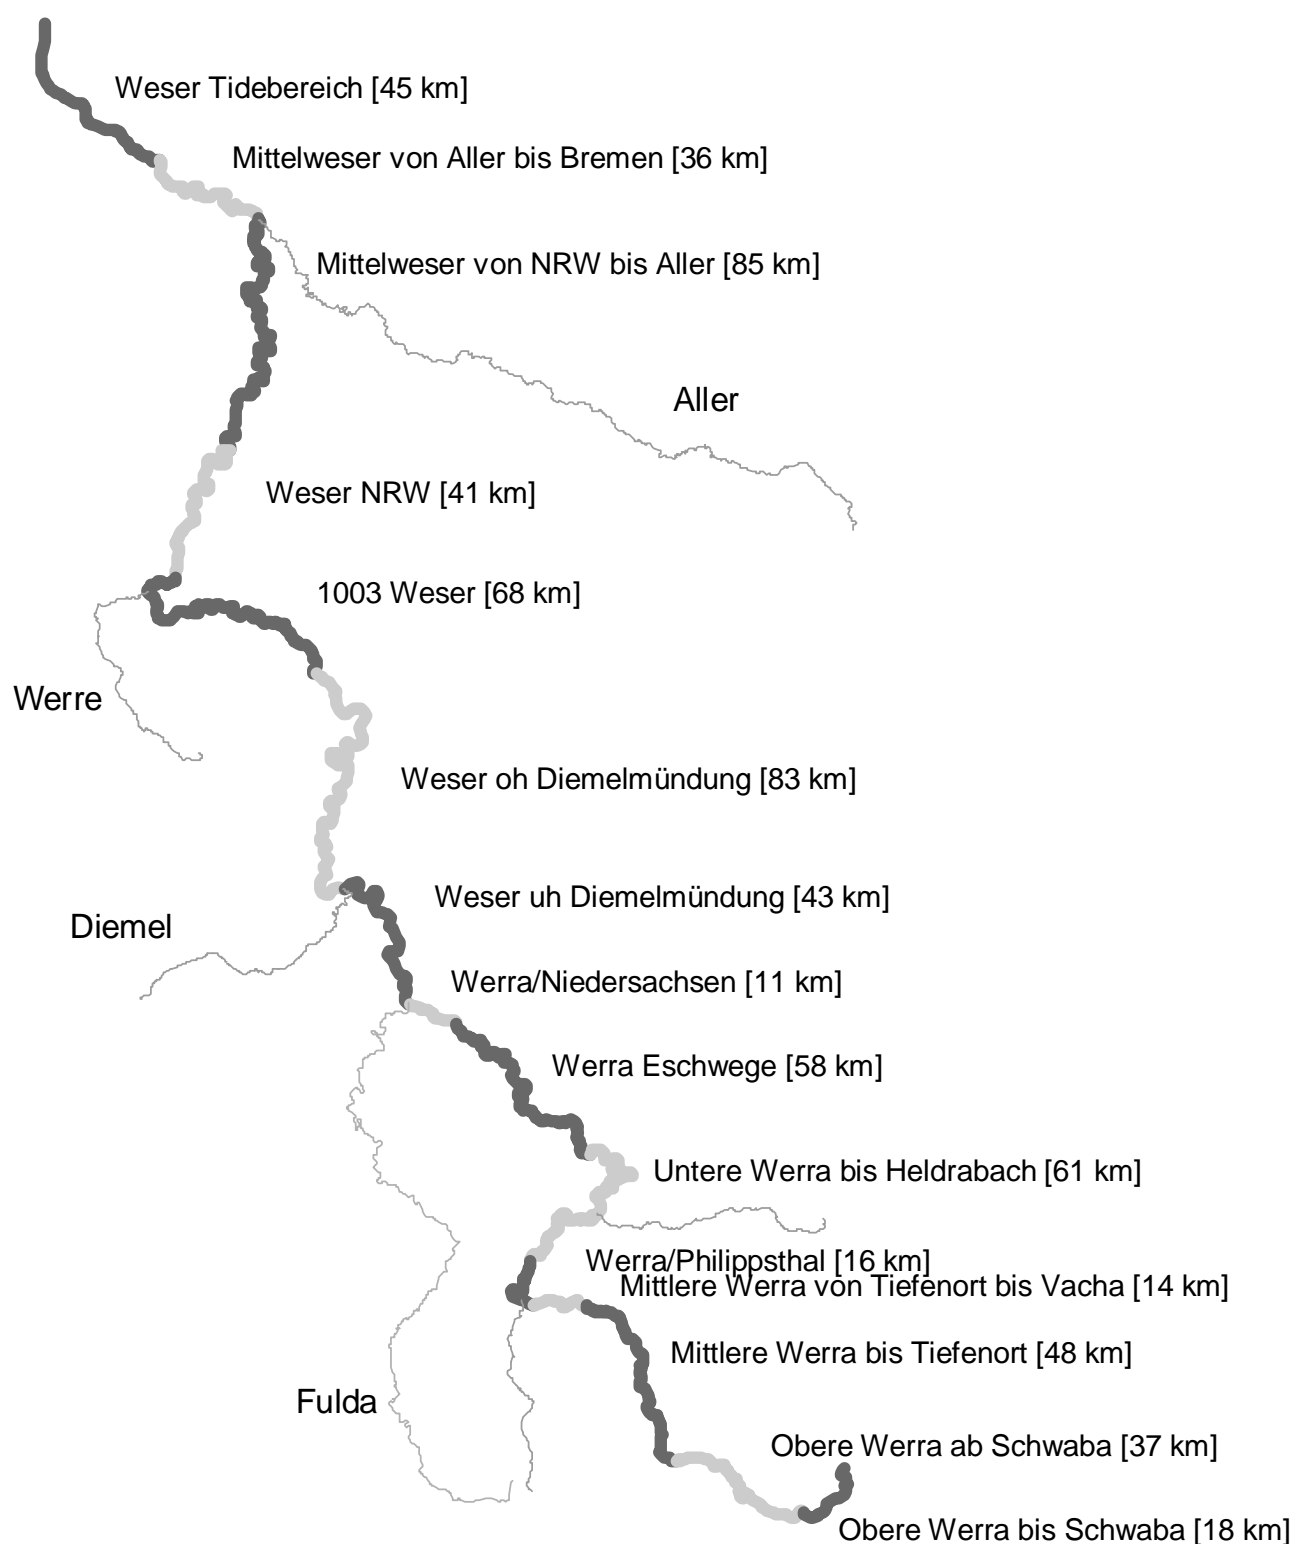 Weser Tidebereich [45 km]
Mittelweser von Aller bis Bremen [36 km]
Mittelweser von NRW bis Aller [85 km]
Aller
Weser NRW [41 km]
1003 Weser [68 km]
Werre
Weser oh Diemelmündung [83 km]
Weser uh Diemelmündung [43 km]
Diemel
Werra/Niedersachsen [11 km]
Werra Eschwege [58 km]
Untere Werra bis Heldrabach [61 km]
Werra/Philippsthal [16 km]
Mittlere Werra von Tiefenort bis Vacha [14 km]
Mittlere Werra bis Tiefenort [48 km]
Fulda
Obere Werra ab Schwaba [37 km]
Obere Werra bis Schwaba [18 km]